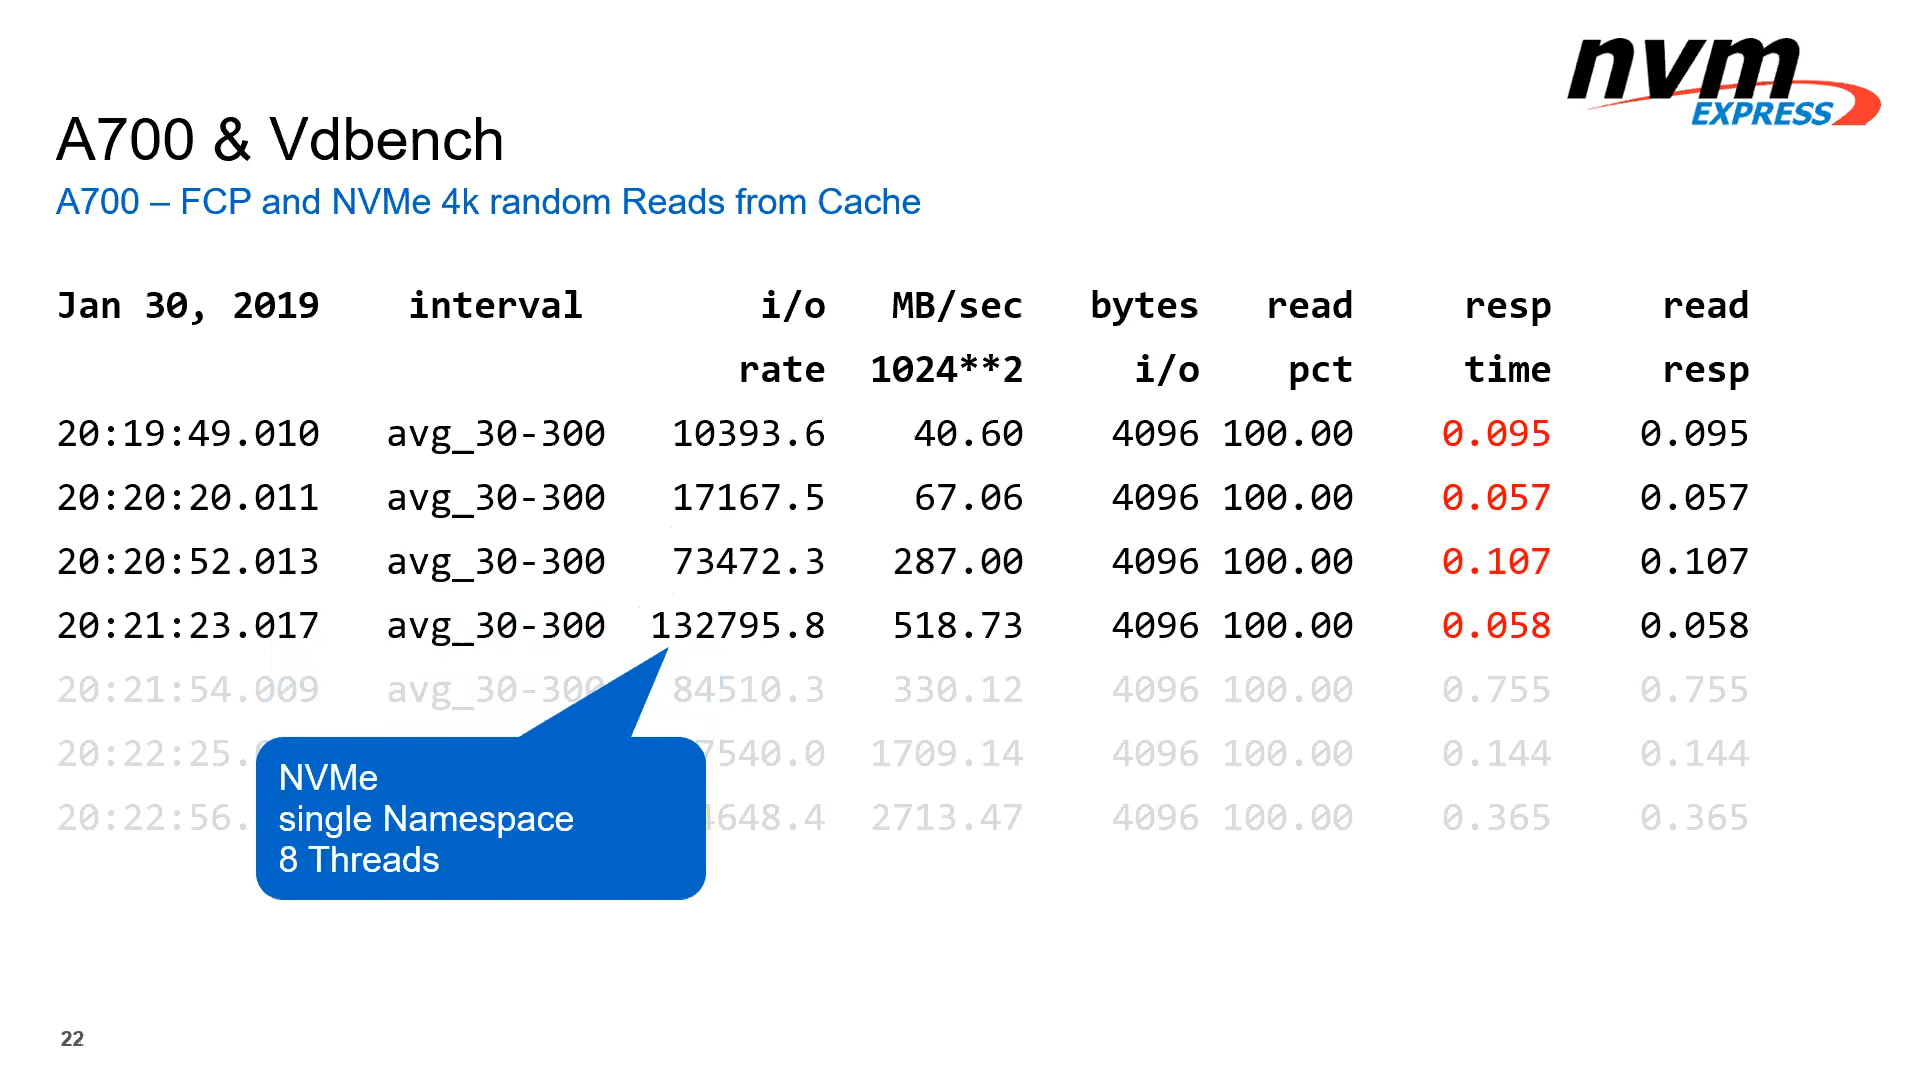 nvm
EXPRESS
A700 & Vdbench
A700 – FCP and NVMe 4k random Reads from Cache
Jan 30, 2019 interval i/o MB/sec bytes read resp read
rate 1024**2 i/o pct time resp
20:19:49.010 avg_30-300 10393.6 40.60 4096 100.00 0.095 0.095
20:20:20.011 avg_30-300 17167.5 67.06 4096 100.00 0.057 0.057
20:20:52.013 avg_30-300 73472.3 287.00 4096 100.00 0.107 0.107
20:21:23.017 avg_30-300 132795.8 518.73 4096 100.00 0.058 0.058
20:21:54.009 avg_30-300 84510.3 330.12 4096 100.00 0.755 0.755
20:22:25. 7540.0 1709.14 4096 100.00 0.144 0.144
20:22:56. 4648.4 2713.47 4096 100.00 0.365 0.365
NVMe
single Namespace
8 Threads
22